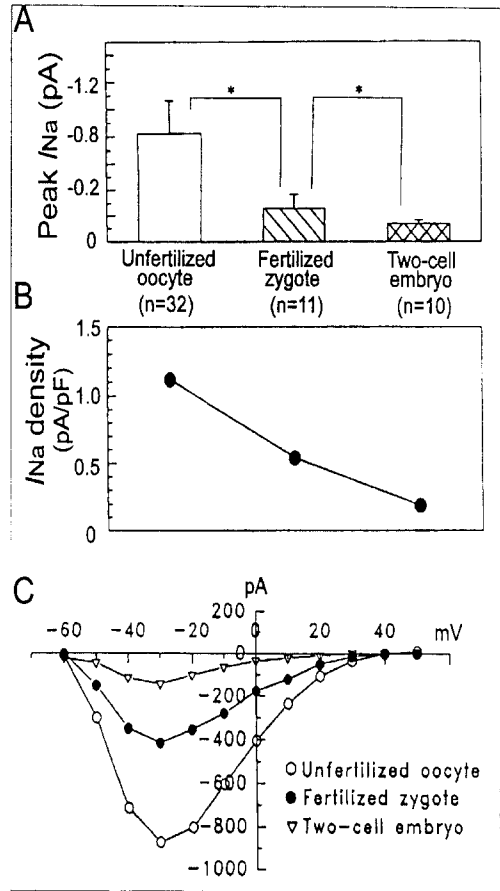 A
Peak INa (pA)
-1.2
-0.8
-0.2
0
*
*
Unfertilized oocyte (n=32)
Fertilized zygote (n=11)
Two-cell embryo (n=10)
B
INa density (pA/pF)
1.5
1.0
0.5
0
C
pA
mV
-60
-40
-20
0
20
40
60
200
0
-200
-400
-600
-800
-1000
Unfertilized oocyte
Fertilized zygote
Two-cell embryo